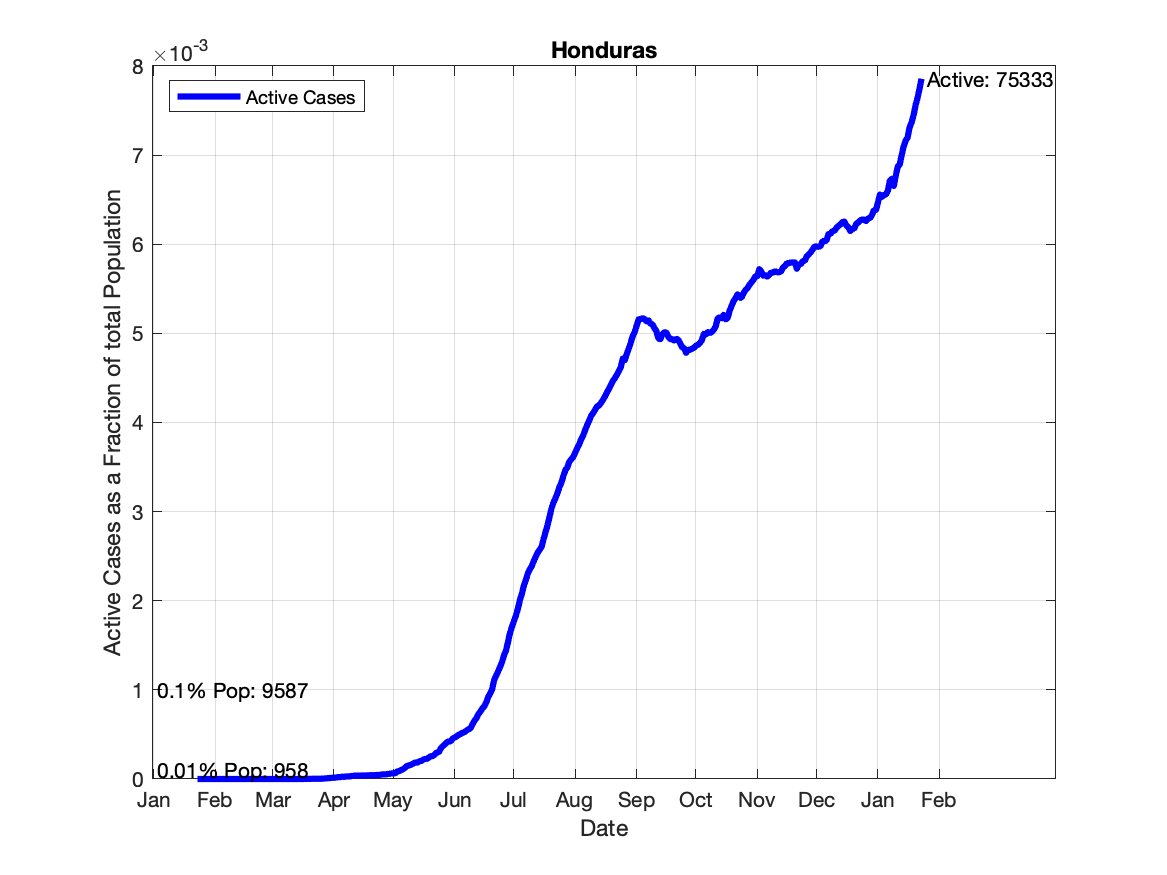 Honduras
×10-3
8
7
6
5
4
3
2
1
0
Active Cases
Active: 75333
0.1% Pop: 9587
0.01% Pop: 958
Active Cases as a Fraction of total Population
Jan Feb Mar Apr May Jun Jul Aug Sep Oct Nov Dec Jan Feb
Date